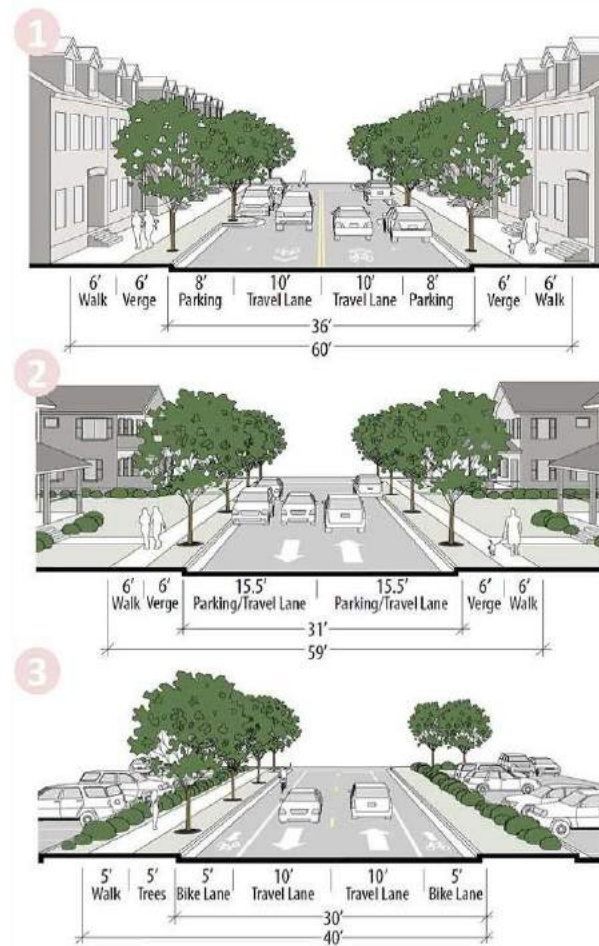 1
6' 6' 8' 10' 10' 8' 6' 6'
Walk Verge Parking Travel Lane Travel Lane Parking Verge Walk
36'
60'
2
6' 6' 15.5' 15.5' 6' 6'
Walk Verge Parking/Travel Lane Parking/Travel Lane Verge Walk
31'
59'
3
5' 5' 5' 10' 10' 5'
Walk Trees Bike Lane Travel Lane Travel Lane Bike Lane
30'
40'